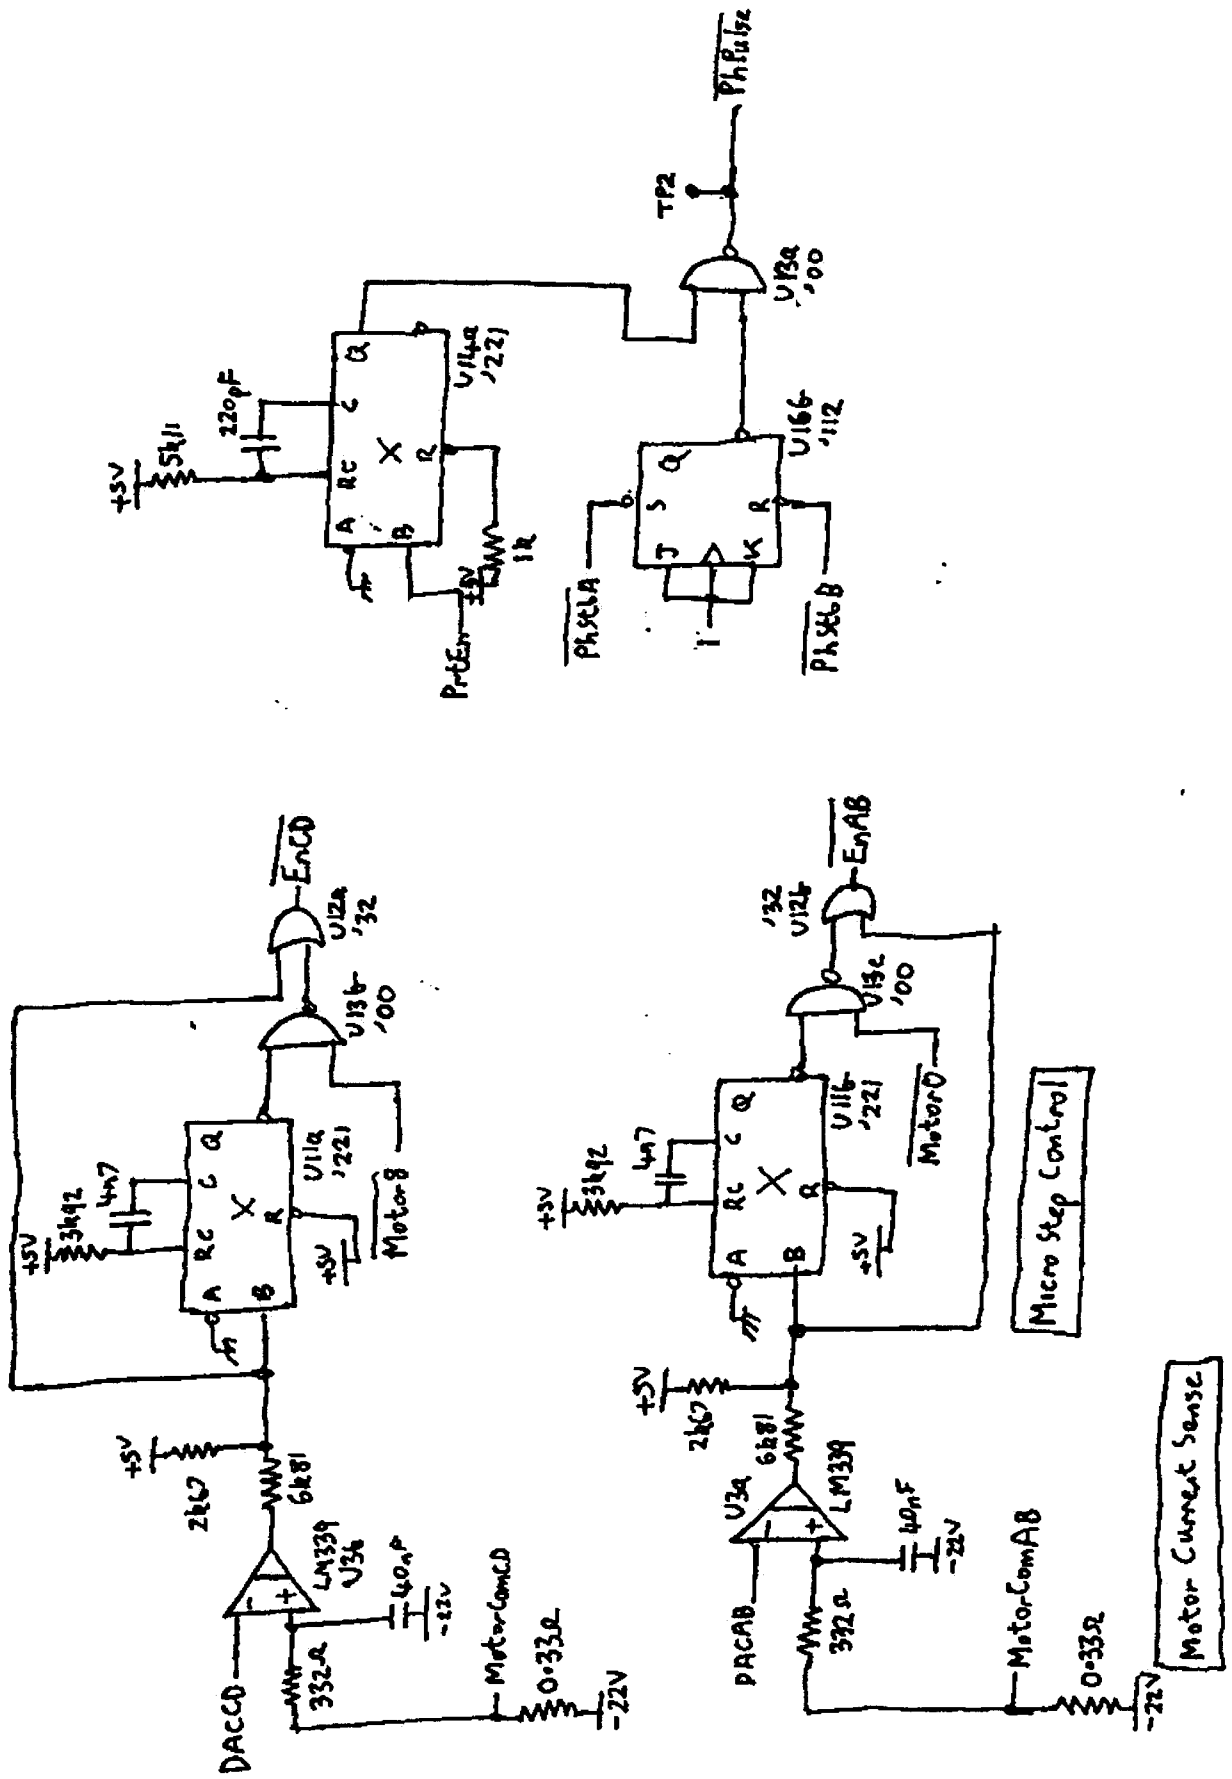 DACCD
−
+
LM339
U3b
332Ω
40nF
-22V
MotorComCD
0.33Ω
-22V
+5V
2k67
6k81
+5V
3k92
4n7
A
RC
C
Q
B
X
R
U11a
'221
+5V
Motor8
U13b
'00
U12a
'32
EnCD
DACAB
−
+
U3a
LM339
332Ω
40nF
-22V
MotorComAB
0.33Ω
-22V
+5V
2k67
6k81
+5V
3k92
4n7
A
RC
C
Q
B
X
R
U11b
'221
+5V
Motor0
U13c
'00
'32
U12b
EnAB
Micro Step Control
Motor Current Sense
+5V
5k11
220pF
A
RC
C
Q
B
X
R
U14a
'221
PrtEn
+5V
1k
PhStbA
S
J
Q
K
R
1
PhStbB
U16b
'112
U13a
'00
TP2
PhPulse